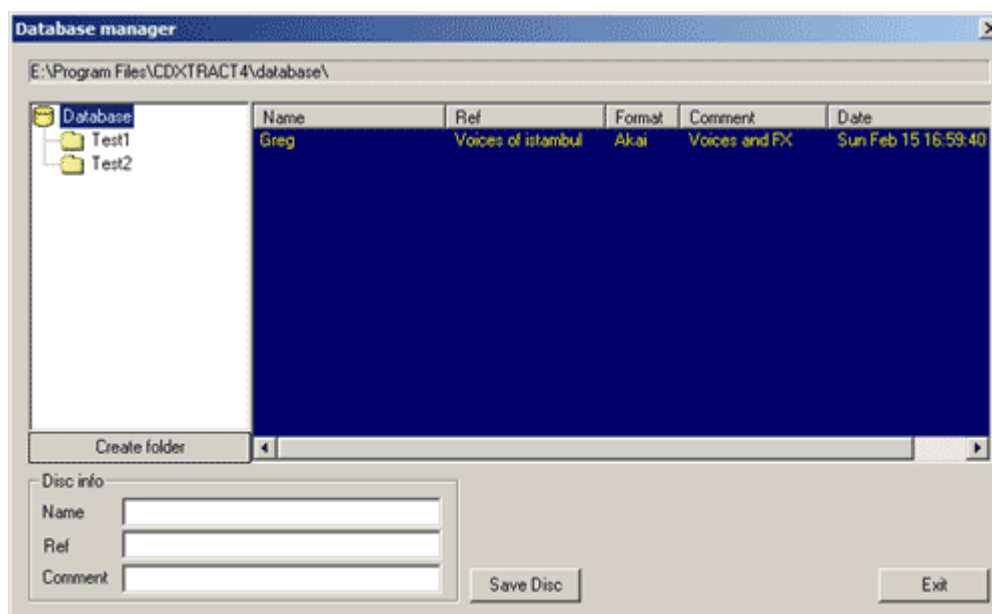 Database manager
E:\Program Files\CDXTRACT4\database\
Database
Test1
Test2
Name Ref Format Comment Date
Greg Voices of istambul Akai Voices and FX Sun Feb 15 16:59:40
Create folder
Disc info
Name
Ref
Comment
Save Disc
Exit